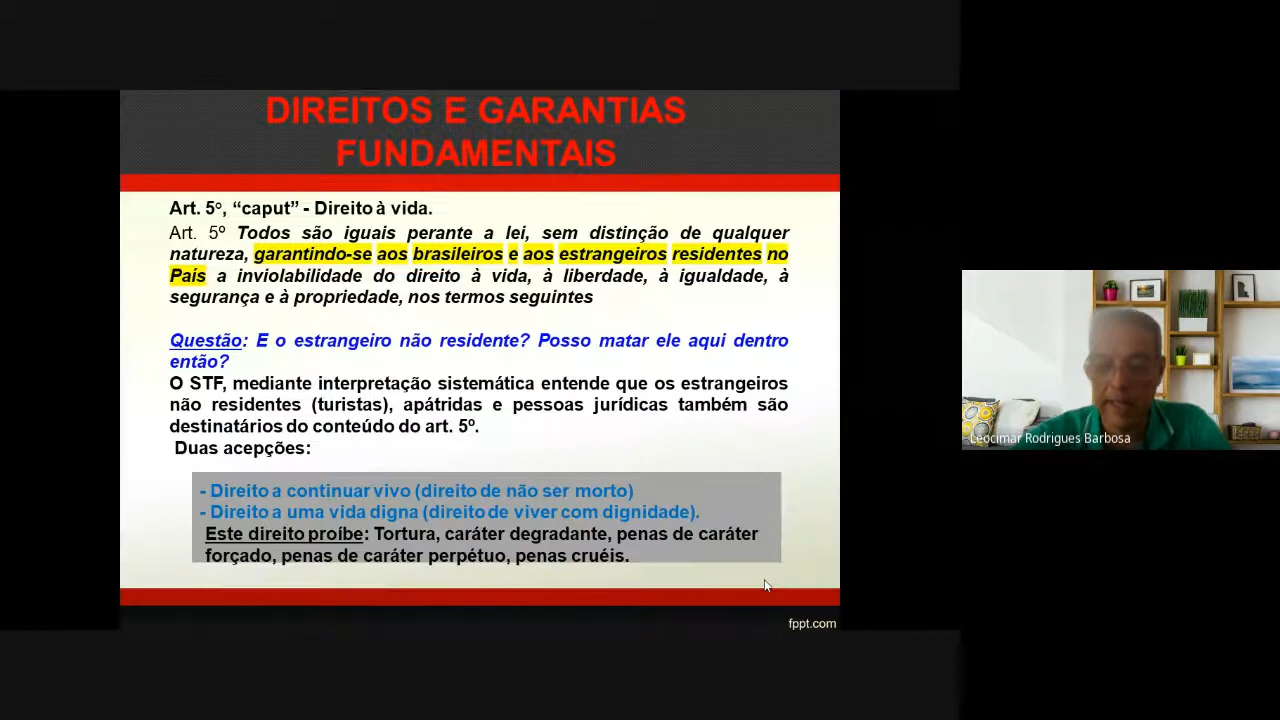 DIREITOS E GARANTIAS
FUNDAMENTAIS
Art. 5º, “caput” - Direito à vida.
Art. 5º Todos são iguais perante a lei, sem distinção de qualquer
natureza, garantindo-se aos brasileiros e aos estrangeiros residentes no
País a inviolabilidade do direito à vida, à liberdade, à igualdade, à
segurança e à propriedade, nos termos seguintes
Questão: E o estrangeiro não residente? Posso matar ele aqui dentro
então?
O STF, mediante interpretação sistemática entende que os estrangeiros
não residentes (turistas), apátridas e pessoas jurídicas também são
destinatários do conteúdo do art. 5º.
Duas acepções:
- Direito a continuar vivo (direito de não ser morto)
- Direito a uma vida digna (direito de viver com dignidade).
Este direito proíbe: Tortura, caráter degradante, penas de caráter
forçado, penas de caráter perpétuo, penas cruéis.
fppt.com
Leocimar Rodrigues Barbosa